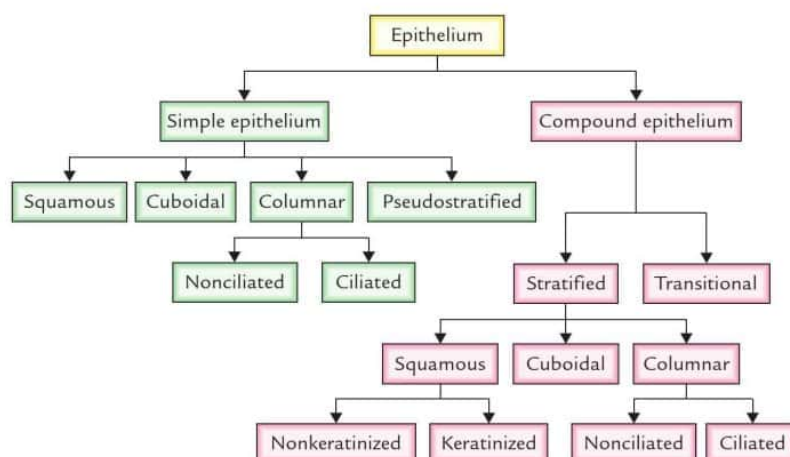 Epithelium
Simple epithelium
Compound epithelium
Squamous
Cuboidal
Columnar
Pseudostratified
Nonciliated
Ciliated
Stratified
Transitional
Squamous
Cuboidal
Columnar
Nonkeratinized
Keratinized
Nonciliated
Ciliated